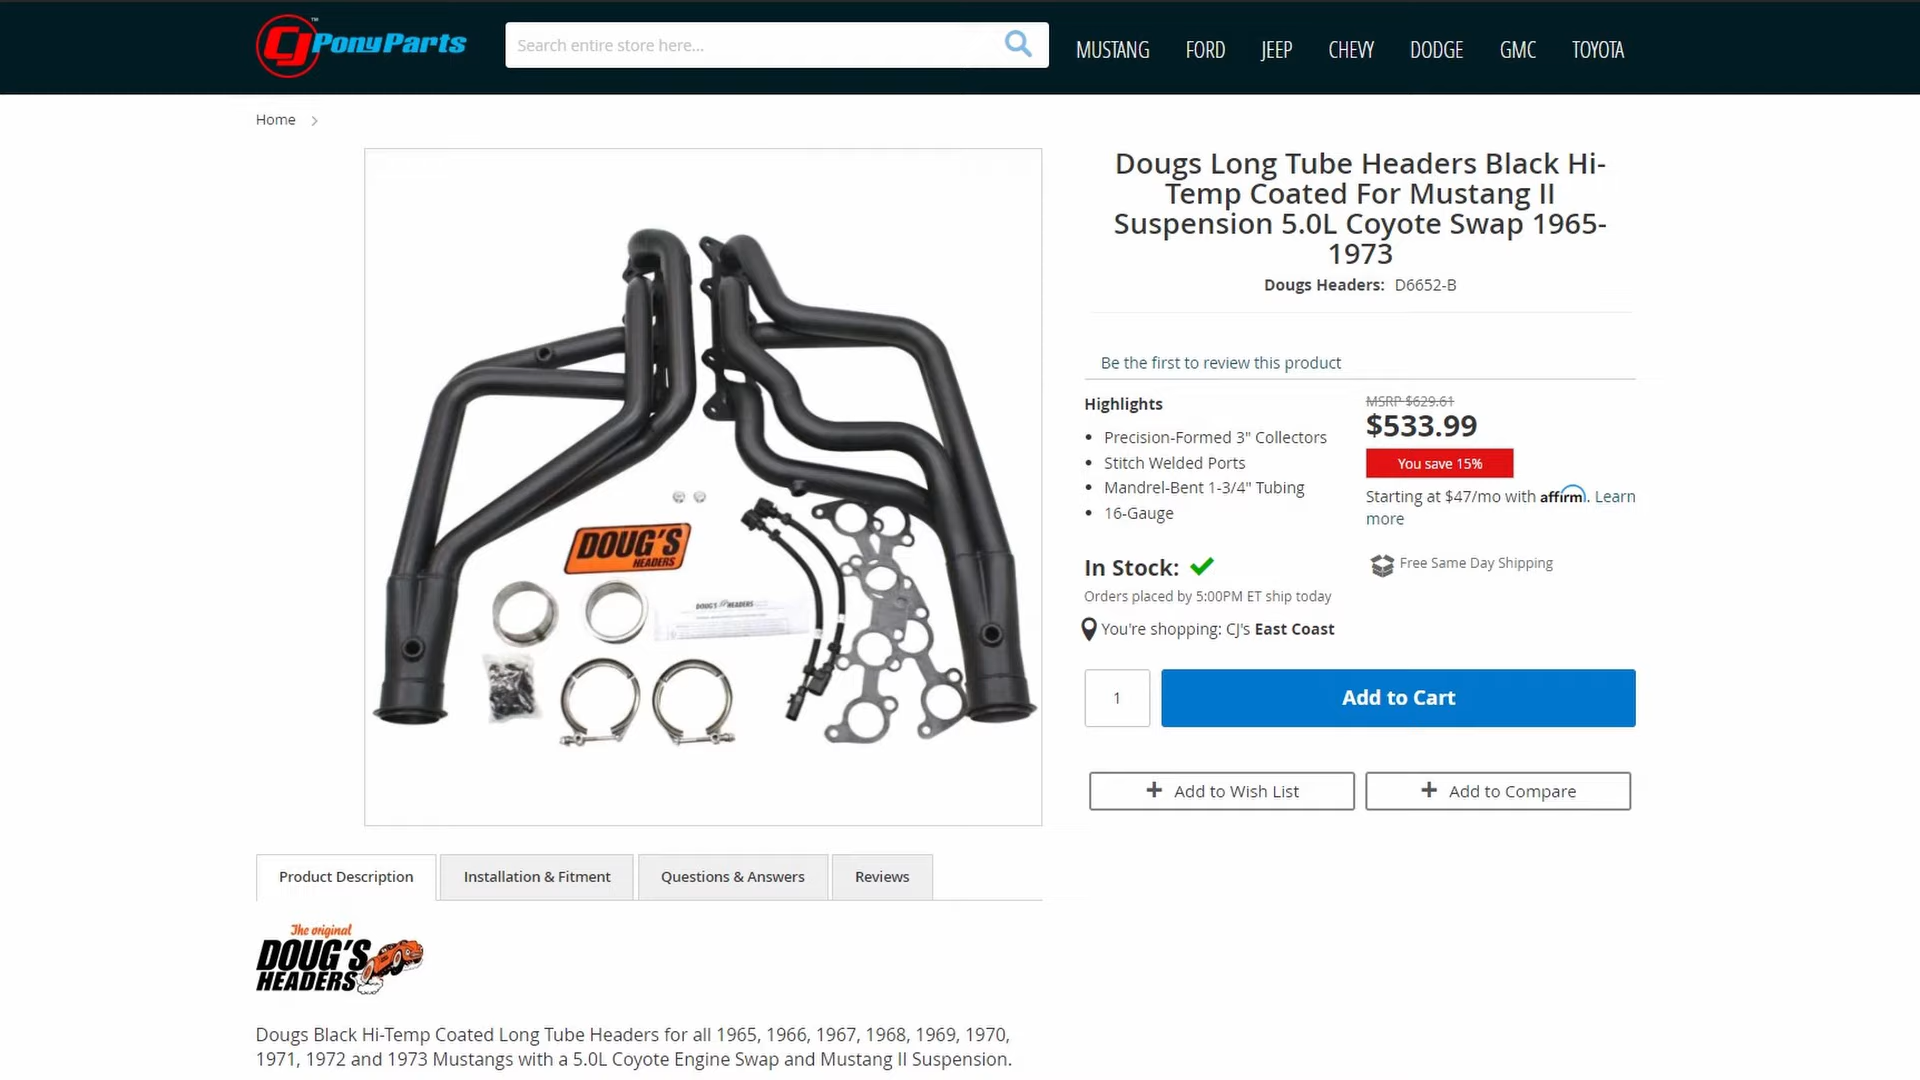 CJ PonyParts™
Search entire store here...
MUSTANG FORD JEEP CHEVY DODGE GMC TOYOTA
Home
DOUG'S
HEADERS
DOUG'S HEADERS
Dougs Long Tube Headers Black Hi-
Temp Coated For Mustang II
Suspension 5.0L Coyote Swap 1965-
1973
Dougs Headers: D6652-B
Be the first to review this product
Highlights
Precision-Formed 3" Collectors
Stitch Welded Ports
Mandrel-Bent 1-3/4" Tubing
16-Gauge
MSRP $629.61
$533.99
You save 15%
Starting at $47/mo with affirm. Learn
more
In Stock:
Orders placed by 5:00PM ET ship today
Free Same Day Shipping
You're shopping: CJ's East Coast
1
Add to Cart
+ Add to Wish List
+ Add to Compare
Product Description
Installation & Fitment
Questions & Answers
Reviews
The original
DOUG'S
HEADERS
Dougs Black Hi-Temp Coated Long Tube Headers for all 1965, 1966, 1967, 1968, 1969, 1970,
1971, 1972 and 1973 Mustangs with a 5.0L Coyote Engine Swap and Mustang II Suspension.